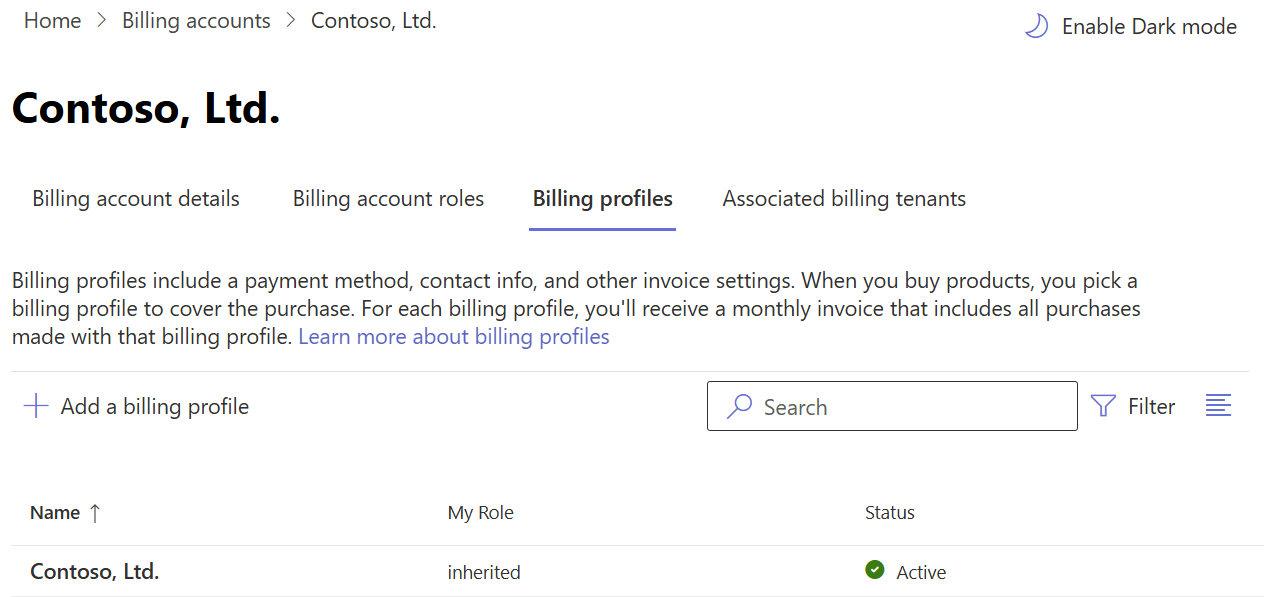 Home > Billing accounts > Contoso, Ltd.
Enable Dark mode
Contoso, Ltd.
Billing account details Billing account roles Billing profiles Associated billing tenants
Billing profiles include a payment method, contact info, and other invoice settings. When you buy products, you pick a
billing profile to cover the purchase. For each billing profile, you'll receive a monthly invoice that includes all purchases
made with that billing profile. Learn more about billing profiles
Add a billing profile Search Filter
Name ↑ My Role Status
Contoso, Ltd. inherited Active